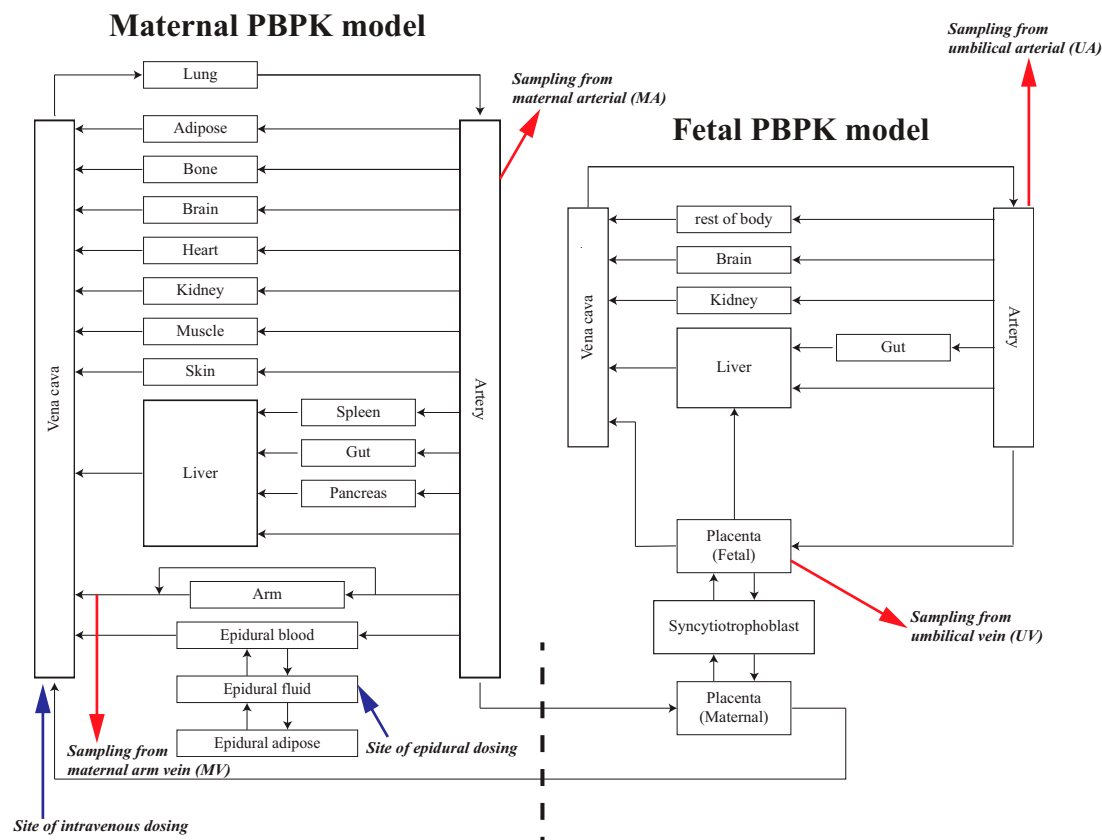 Maternal PBPK model
Lung
Adipose
Bone
Brain
Heart
Kidney
Muscle
Skin
Spleen
Gut
Pancreas
Liver
Arm
Epidural blood
Epidural fluid
Epidural adipose
Vena cava
Artery
Sampling from
maternal arterial (MA)
Sampling from
maternal arm vein (MV)
Site of intravenous dosing
Site of epidural dosing
Fetal PBPK model
Sampling from
umbilical arterial (UA)
rest of body
Brain
Kidney
Liver
Gut
Vena cava
Artery
Placenta
(Fetal)
Syncytiotrophoblast
Placenta
(Maternal)
Sampling from
umbilical vein (UV)